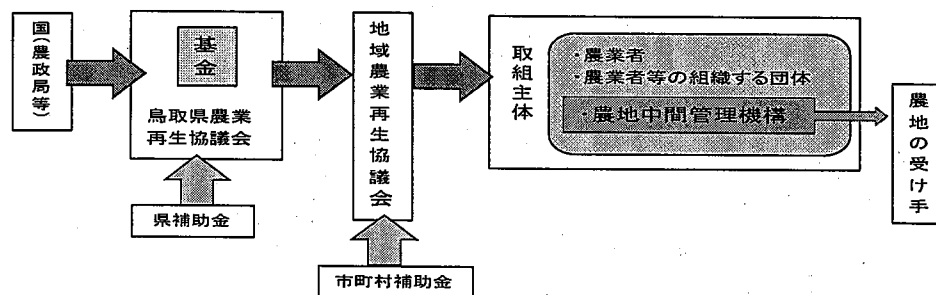 国（農政局等）
基金
鳥取県農業
再生協議会
県補助金
地域農業再生協議会
市町村補助金
取組主体
・農業者
・農業者等の組織する団体
・農地中間管理機構
農地の受け手